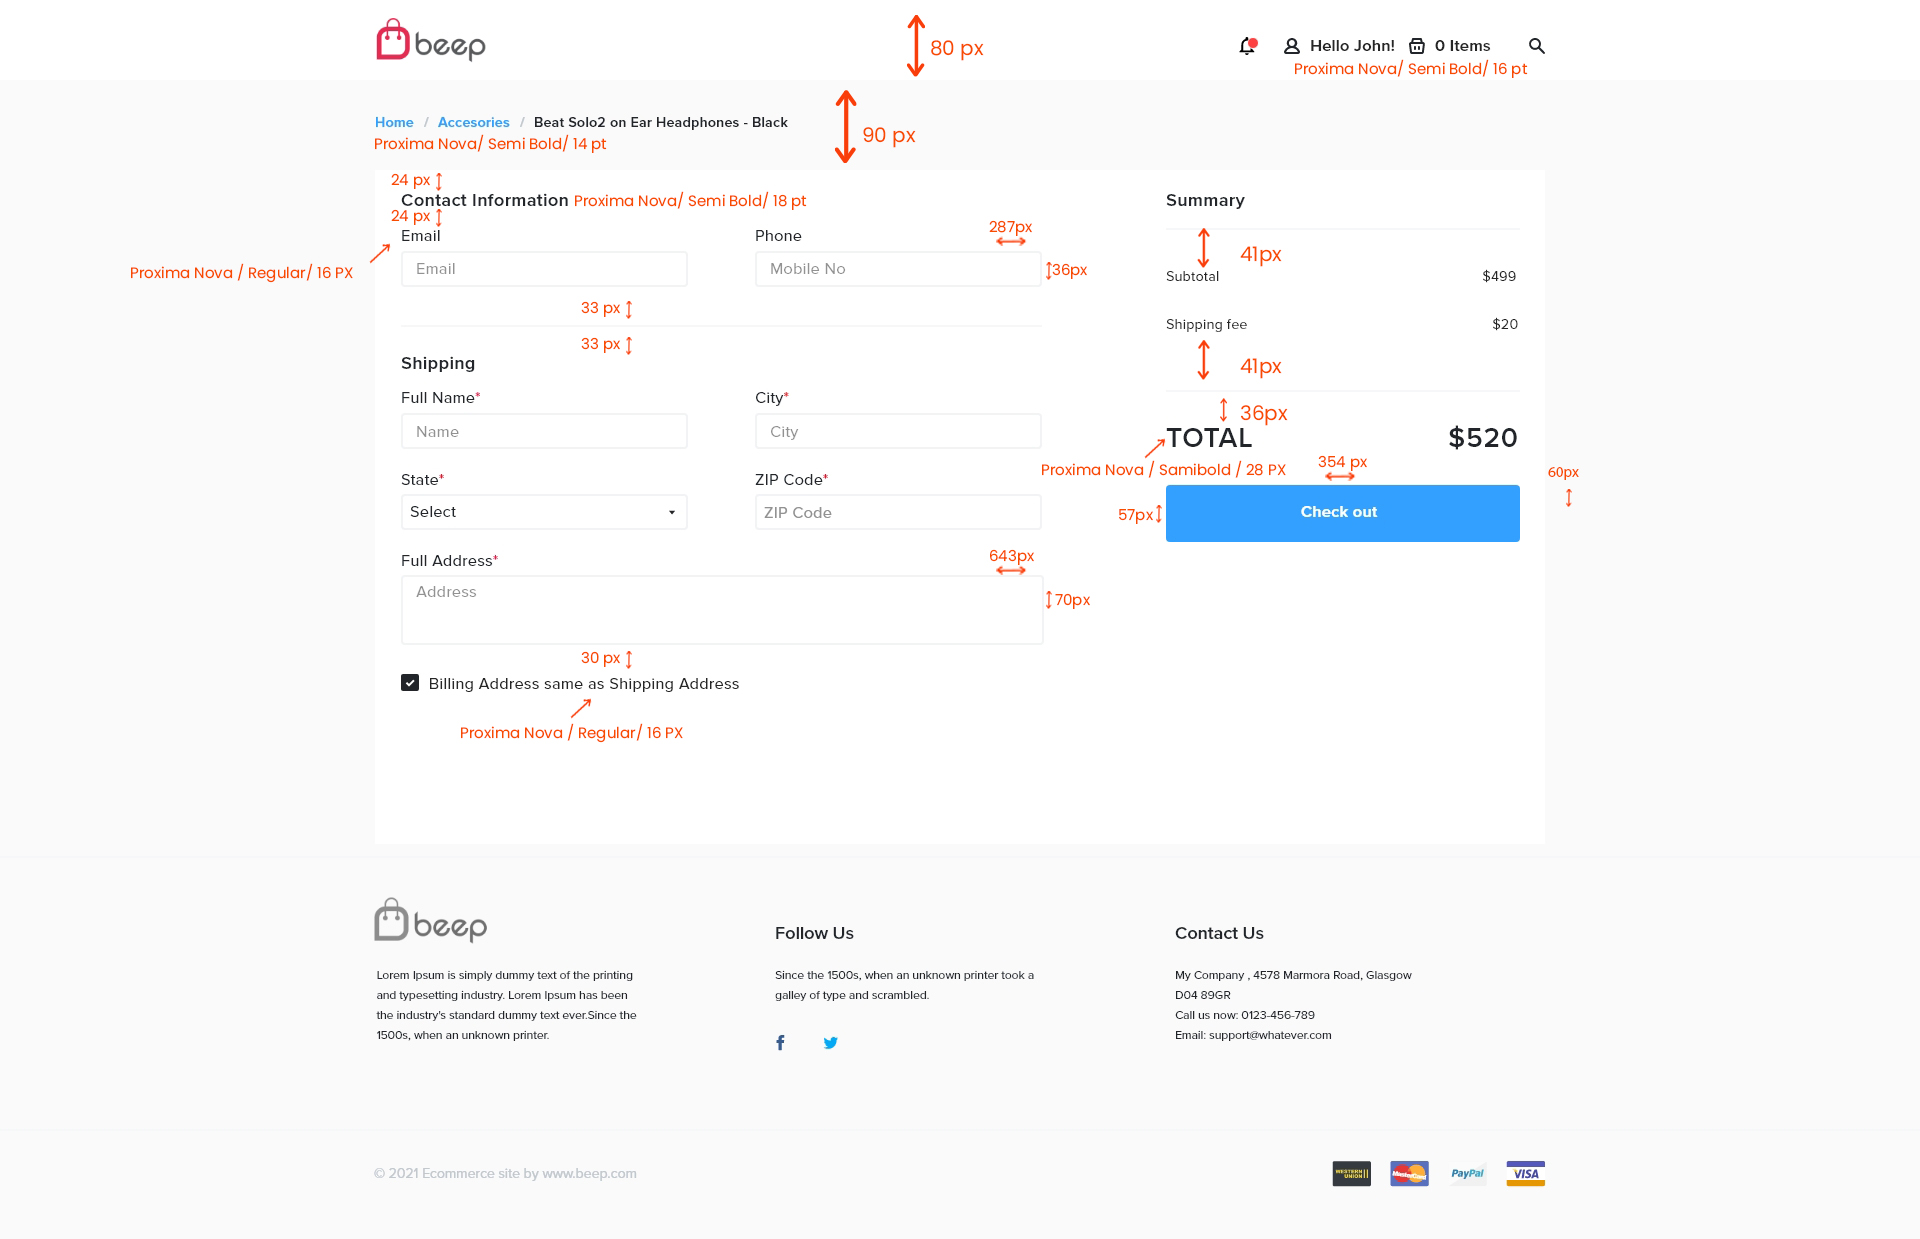 beep
80 px
Hello John!
0 Items
Proxima Nova/ Semi Bold/ 16 pt
Home / Accesories / Beat Solo2 on Ear Headphones - Black
90 px
Proxima Nova/ Semi Bold/ 14 pt
24 px
Contact Information
Proxima Nova/ Semi Bold/ 18 pt
24 px
Email
Phone
287px
Proxima Nova / Regular/ 16 PX
Email
Mobile No
36px
33 px
33 px
Shipping
Full Name*
City*
Name
City
State*
ZIP Code*
Select
ZIP Code
Full Address*
643px
Address
70px
30 px
Billing Address same as Shipping Address
Proxima Nova / Regular/ 16 PX
Summary
41px
Subtotal
$499
Shipping fee
$20
41px
36px
TOTAL
$520
Proxima Nova / Samibold / 28 PX
354 px
60px
57px
Check out
beep
Lorem Ipsum is simply dummy text of the printing
and typesetting industry. Lorem Ipsum has been
the industry's standard dummy text ever.Since the
1500s, when an unknown printer.
Follow Us
Since the 1500s, when an unknown printer took a
galley of type and scrambled.
Contact Us
My Company , 4578 Marmora Road, Glasgow
D04 89GR
Call us now: 0123-456-789
Email: support@whatever.com
© 2021 Ecommerce site by www.beep.com
WESTERN
UNION
MasterCard
PayPal
VISA